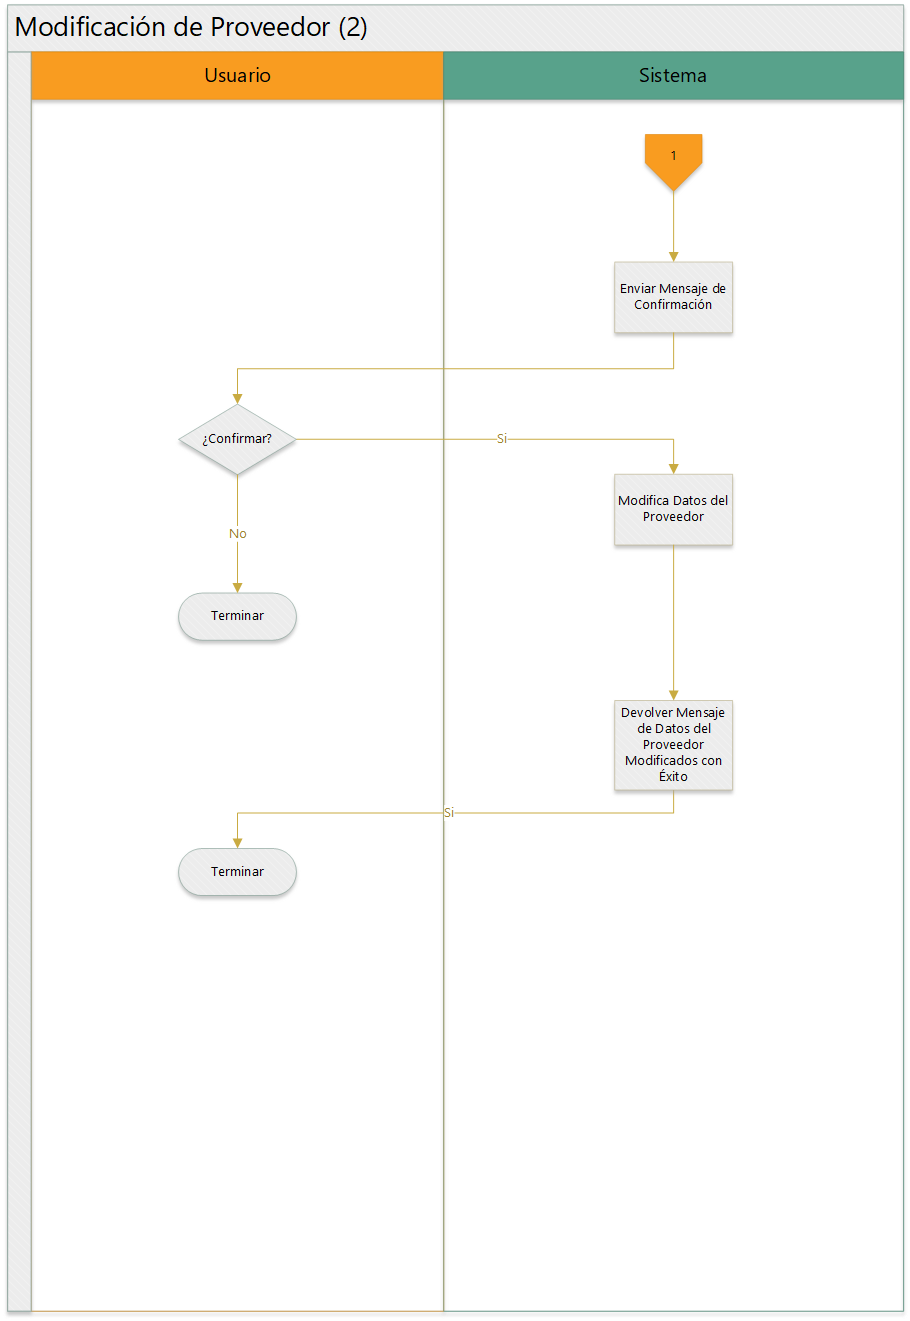 Modificación de Proveedor (2)
Usuario
Sistema
1
Enviar Mensaje de
Confirmación
¿Confirmar?
Si
Modifica Datos del
Proveedor
No
Terminar
Devolver Mensaje
de Datos del
Proveedor
Modificados con
Éxito
Si
Terminar